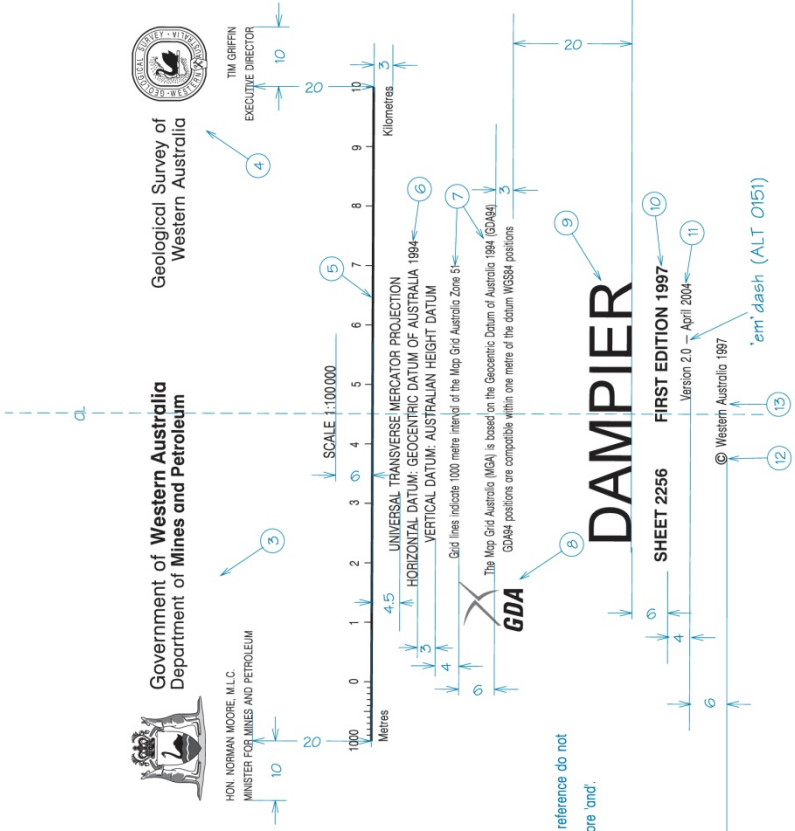 Government of Western Australia
Department of Mines and Petroleum
Geological Survey of
Western Australia
GEOLOGICAL SURVEY
WESTERN AUSTRALIA
HON. NORMAN MOORE, M.L.C.
MINISTER FOR MINES AND PETROLEUM
TIM GRIFFIN
EXECUTIVE DIRECTOR
3
4
CL
10
20
20
10
SCALE 1:100 000
6
5
1000 0 1 2 3 4 5 6 7 8 9 10
Metres
Kilometres
3
4.5
UNIVERSAL TRANSVERSE MERCATOR PROJECTION
HORIZONTAL DATUM: GEOCENTRIC DATUM OF AUSTRALIA 1994
6
3
VERTICAL DATUM: AUSTRALIAN HEIGHT DATUM
4
Grid lines indicate 1000 metre interval of the Map Grid Australia Zone 51
7
6
The Map Grid Australia (MGA) is based on the Geocentric Datum of Australia 1994 (GDA94)
3
GDA94 positions are compatible within one metre of the datum WGS84 positions
GDA
8
20
DAMPIER
9
6
SHEET 2256 FIRST EDITION 1997
10
4
Version 2.0 — April 2004
11
6
© Western Australia 1997
12
13
'em' dash (ALT 0151)
reference do not
ore 'and'.